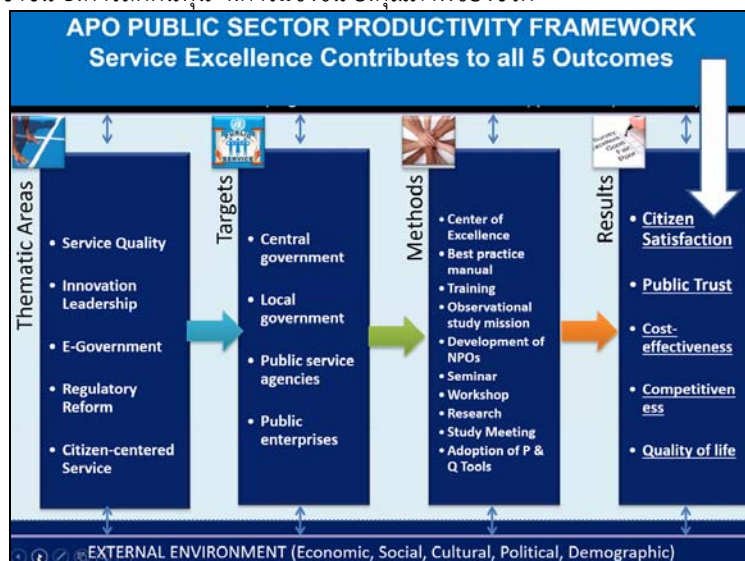 APO PUBLIC SECTOR PRODUCTIVITY FRAMEWORK
Service Excellence Contributes to all 5 Outcomes
Thematic Areas
• Service Quality
• Innovation
Leadership
• E-Government
• Regulatory
Reform
• Citizen-centered
Service
Targets
• Central
government
• Local
government
• Public service
agencies
• Public
enterprises
Methods
• Center of
Excellence
• Best practice
manual
• Training
• Observational
study mission
• Development of
NPOs
• Seminar
• Workshop
• Research
• Study Meeting
• Adoption of P &
Q Tools
Results
• Citizen
Satisfaction
• Public Trust
• Cost-
effectiveness
• Competitiven
ess
• Quality of life
EXTERNAL ENVIRONMENT (Economic, Social, Cultural, Political, Demographic)